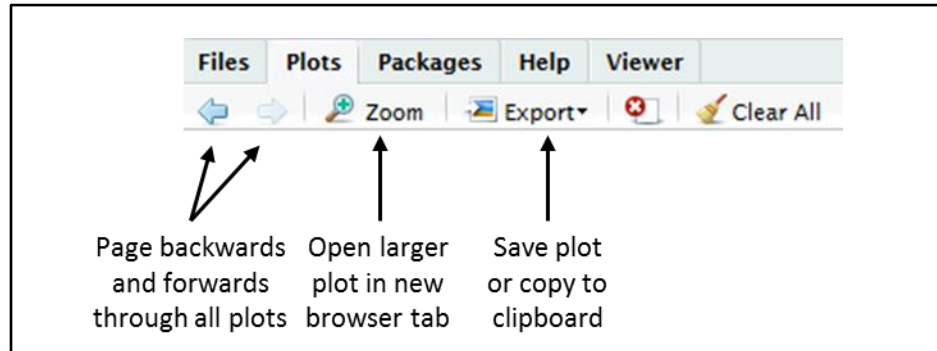 Files Plots Packages Help Viewer
Zoom Export Clear All
Page backwards
and forwards
through all plots
Open larger
plot in new
browser tab
Save plot
or copy to
clipboard